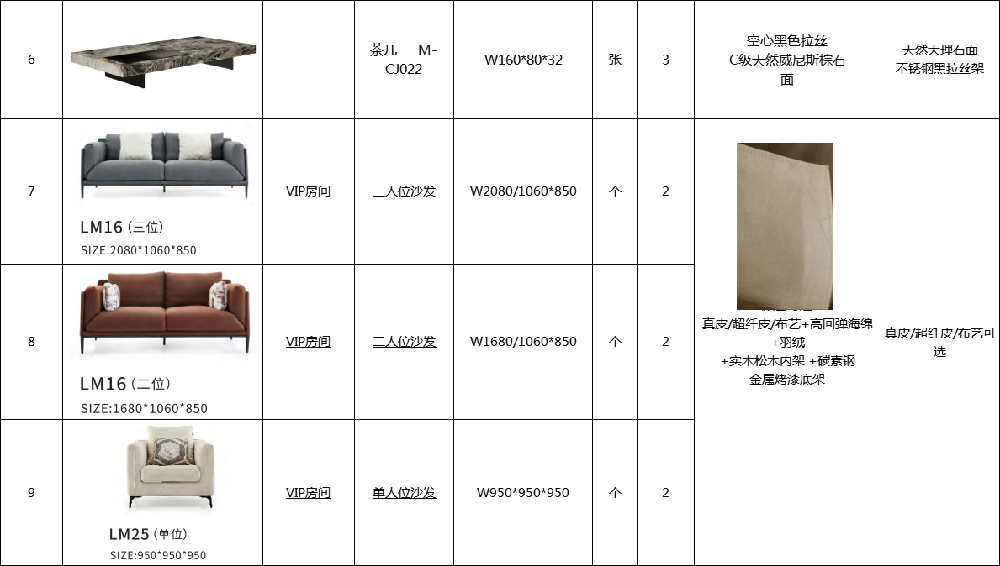 6
茶几 M-
CJ022
W160*80*32
张
3
空心黑色拉丝
C级天然威尼斯棕石
面
天然大理石面
不锈钢黑拉丝架
7
LM16 (三位)
SIZE:2080*1060*850
VIP房间
三人位沙发
W2080/1060*850
个
2
8
LM16 (二位)
SIZE:1680*1060*850
VIP房间
二人位沙发
W1680/1060*850
个
2
真皮/超纤皮/布艺+高回弹海绵
+羽绒
+实木松木内架 +碳素钢
金属烤漆底架
真皮/超纤皮/布艺可
选
9
LM25 (单位)
SIZE:950*950*950
VIP房间
单人位沙发
W950*950*950
个
2